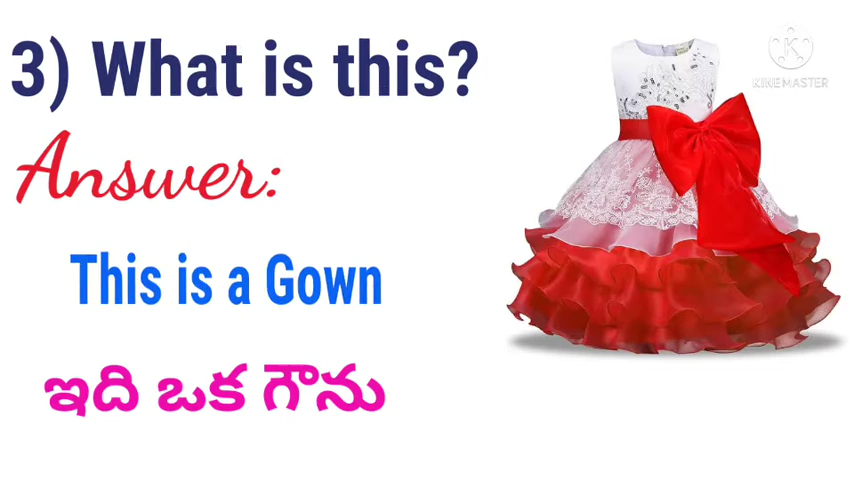 3) What is this?
KINEMASTER
Answer:
This is a Gown
ఇది ఒక గౌను